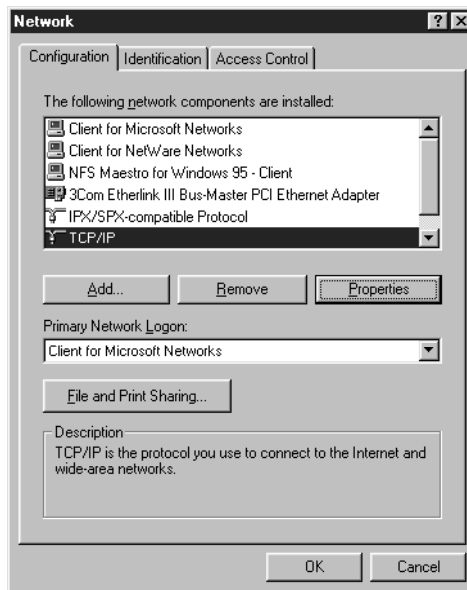 Network
Configuration Identification Access Control
The following network components are installed:
Client for Microsoft Networks
Client for NetWare Networks
NFS Maestro for Windows 95 - Client
3Com Etherlink III Bus-Master PCI Ethernet Adapter
IPX/SPX-compatible Protocol
TCP/IP
Add... Remove Properties
Primary Network Logon:
Client for Microsoft Networks
File and Print Sharing...
Description
TCP/IP is the protocol you use to connect to the Internet and
wide-area networks.
OK Cancel